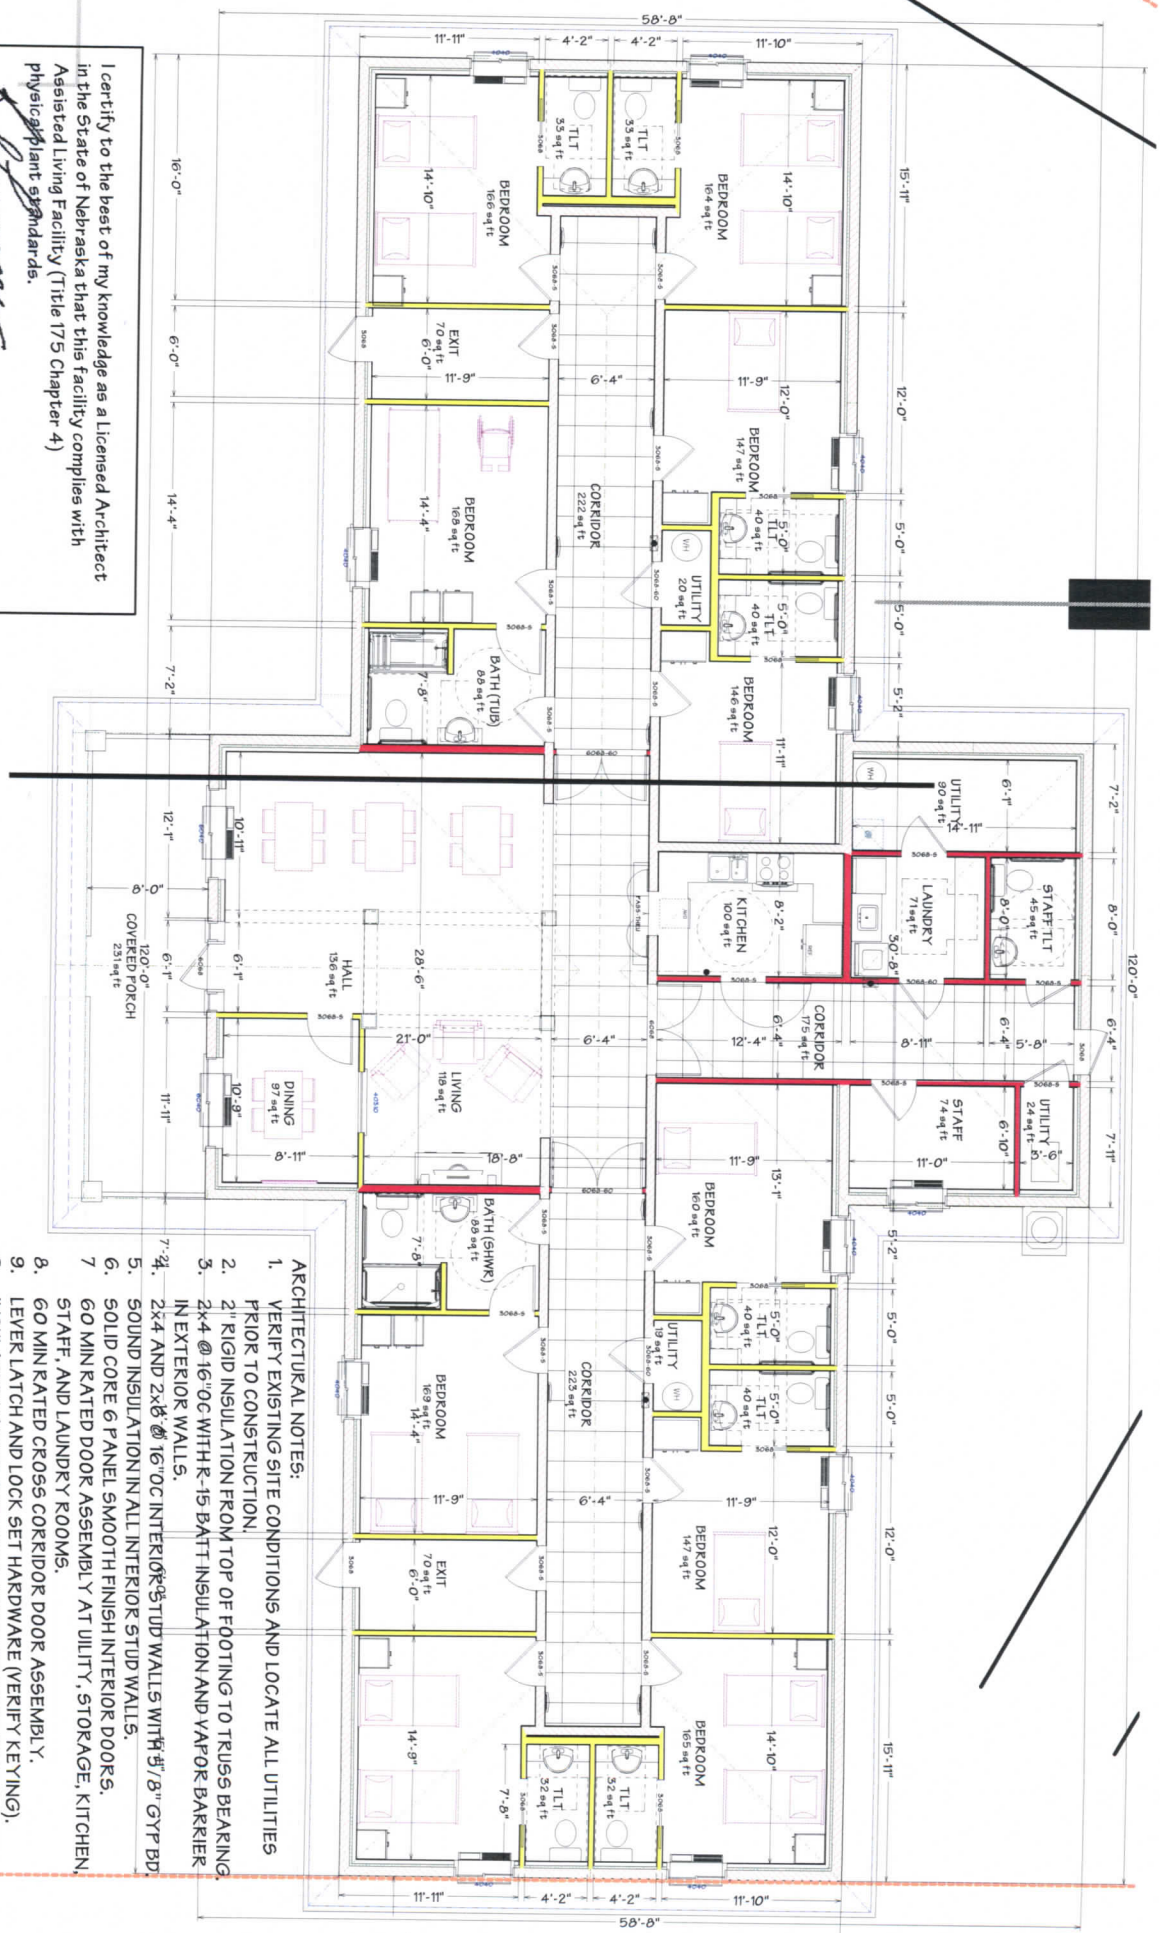 58'-8"
11'-11"
4'-2"
4'-2"
11'-10"
I certify to the best of my knowledge as a Licensed Architect
in the State of Nebraska that this facility complies with
Assisted Living Facility (Title 175 Chapter 4)
physical plant standards.
16'-0"
6'-0"
14'-4"
7'-2"
12'-1"
6'-1"
11'-11"
7'-2"
15'-11"
12'-0"
5'-0"
5'-0"
5'-2"
7'-2"
8'-0"
6'-4"
7'-11"
120'-0"
5'-2"
5'-0"
5'-0"
12'-0"
15'-11"
TLT
33 sq ft
TLT
33 sq ft
BEDROOM
166 sq ft
14'-10"
BEDROOM
164 sq ft
14'-10"
EXIT
70 sq ft
6'-0"
11'-9"
6'-4"
BEDROOM
147 sq ft
11'-9"
12'-0"
BEDROOM
168 sq ft
14'-4"
CORRIDOR
222 sq ft
TLT
40 sq ft
5'-0"
TLT
40 sq ft
5'-0"
UTILITY
20 sq ft
WH
BATH (TUB)
88 sq ft
7'-8"
BEDROOM
146 sq ft
11'-11"
UTILITY
90 sq ft
6'-1"
14'-11"
WH
KITCHEN
100 sq ft
8'-2"
PASS-THRU
LAUNDRY
71 sq ft
30'-8"
STAFF TLT
45 sq ft
8'-0"
10'-11"
8'-0"
120'-0"
COVERED PORCH
231 sq ft
HALL
136 sq ft
6'-1"
28'-6"
21'-0"
6'-4"
CORRIDOR
175 sq ft
6'-4"
12'-4"
8'-11"
6'-4"
5'-8"
DINING
97 sq ft
10'-9"
8'-11"
LIVING
118 sq ft
18'-8"
STAFF
74 sq ft
6'-10"
11'-0"
UTILITY
24 sq ft
3'-6"
BATH (SHWR)
88 sq ft
7'-8"
BEDROOM
160 sq ft
11'-9"
13'-1"
TLT
40 sq ft
5'-0"
TLT
40 sq ft
5'-0"
UTILITY
19 sq ft
WH
BEDROOM
169 sq ft
14'-4"
11'-9"
CORRIDOR
223 sq ft
6'-4"
BEDROOM
147 sq ft
11'-9"
12'-0"
EXIT
70 sq ft
6'-0"
14'-9"
7'-8"
BEDROOM
165 sq ft
14'-10"
TLT
32 sq ft
TLT
32 sq ft
ARCHITECTURAL NOTES:
1. VERIFY EXISTING SITE CONDITIONS AND LOCATE ALL UTILITIES
PRIOR TO CONSTRUCTION.
2. 2" RIGID INSULATION FROM TOP OF FOOTING TO TRUSS BEARING.
3. 2x4 @ 16"OC WITH R-15 BATT INSULATION AND VAPOR BARRIER
IN EXTERIOR WALLS.
4. 2x4 AND 2x6 @ 16"OC INTERIOR STUD WALLS WITH 5/8" GYP BD.
5. SOUND INSULATION IN ALL INTERIOR STUD WALLS.
6. SOLID CORE 6 PANEL SMOOTH FINISH INTERIOR DOORS.
7 60 MIN RATED DOOR ASSEMBLY AT UILITY, STORAGE, KITCHEN,
STAFF, AND LAUNDRY ROOMS.
8. 60 MIN RATED CROSS CORRIDOR DOOR ASSEMBLY.
9. LEVER LATCH AND LOCK SET HARDWARE (VERIFY KEYING).
11'-11"
4'-2"
4'-2"
11'-10"
58'-8"